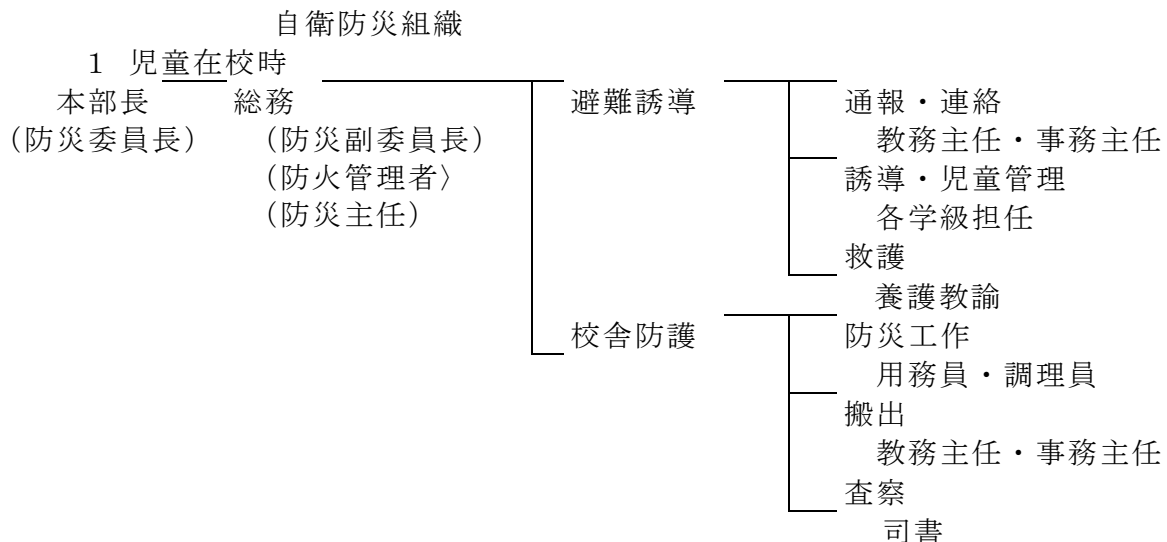 自衛防災組織
1 児童在校時
本部長 総務 避難誘導 通報・連絡
(防災委員長) (防災副委員長) 教務主任・事務主任
(防火管理者〉 誘導・児童管理
(防災主任) 各学級担任
救護
養護教諭
校舎防護 防災工作
用務員・調理員
搬出
教務主任・事務主任
査察
司書